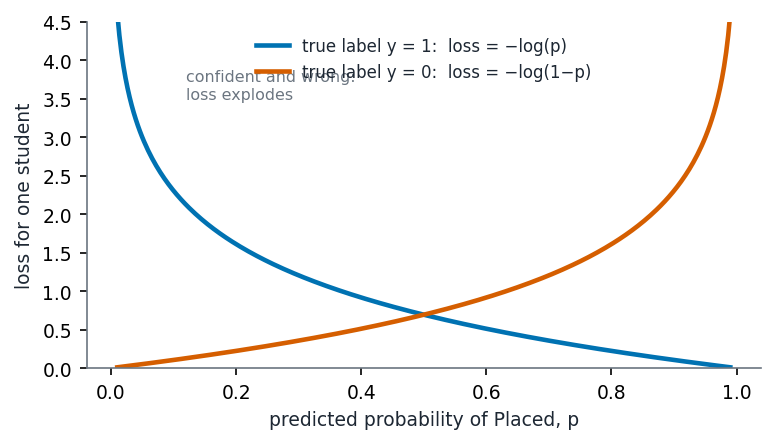 4.5
4.0
3.5
3.0
2.5
2.0
1.5
1.0
0.5
0.0
loss for one student
true label y = 1:  loss = −log(p)
true label y = 0:  loss = −log(1−p)
confident and wrong:
loss explodes
0.0 0.2 0.4 0.6 0.8 1.0
predicted probability of Placed, p